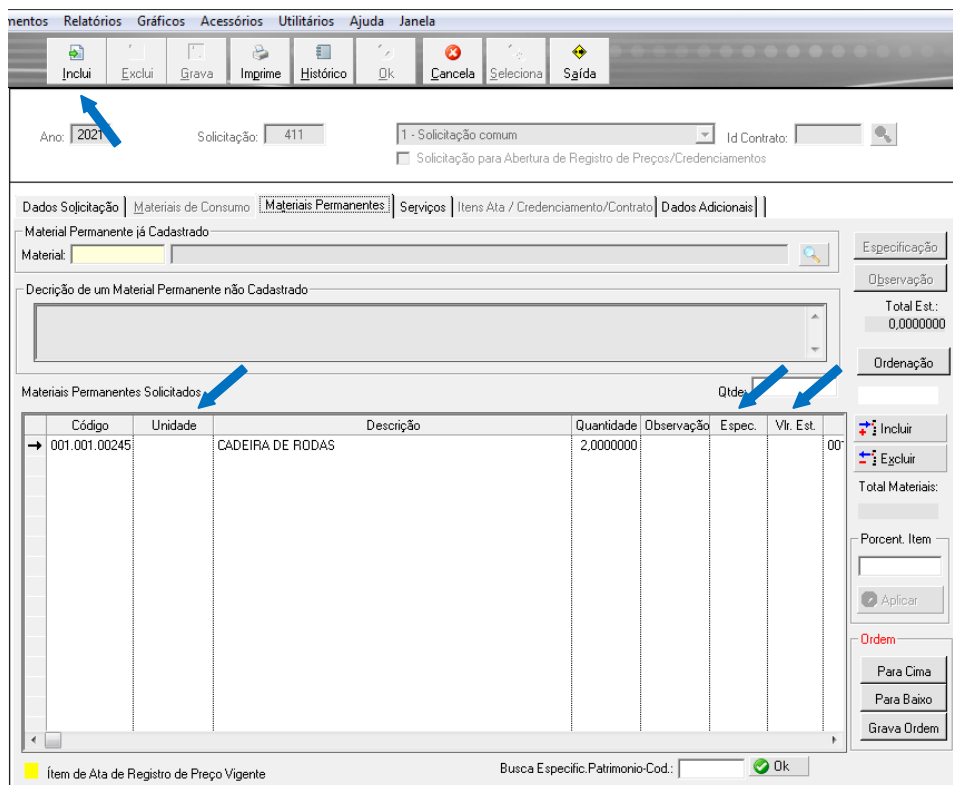 mentos Relatórios Gráficos Acessórios Utilitários Ajuda Janela
Inclui Exclui Grava Imprime Histórico Ok Cancela Seleciona Saída
Ano: 2021 Solicitação: 411 1 - Solicitação comum Id Contrato:
Solicitação para Abertura de Registro de Preços/Credenciamentos
Dados Solicitação Materiais de Consumo Materiais Permanentes Serviços Itens Ata / Credenciamento/Contrato Dados Adicionais
Material Permanente já Cadastrado
Material:
Especificação
Observação
Decrição de um Material Permanente não Cadastrado
Total Est.:
0,0000000
Ordenação
Materiais Permanentes Solicitados Qtde:
Código Unidade Descrição Quantidade Observação Espec. Vlr. Est.
001.001.00245 CADEIRA DE RODAS 2,0000000 00
Incluir
Excluir
Total Materiais:
Porcent. Item
Aplicar
Ordem
Para Cima
Para Baixo
Grava Ordem
Ítem de Ata de Registro de Preço Vigente Busca Especific.Patrimonio-Cod.: Ok